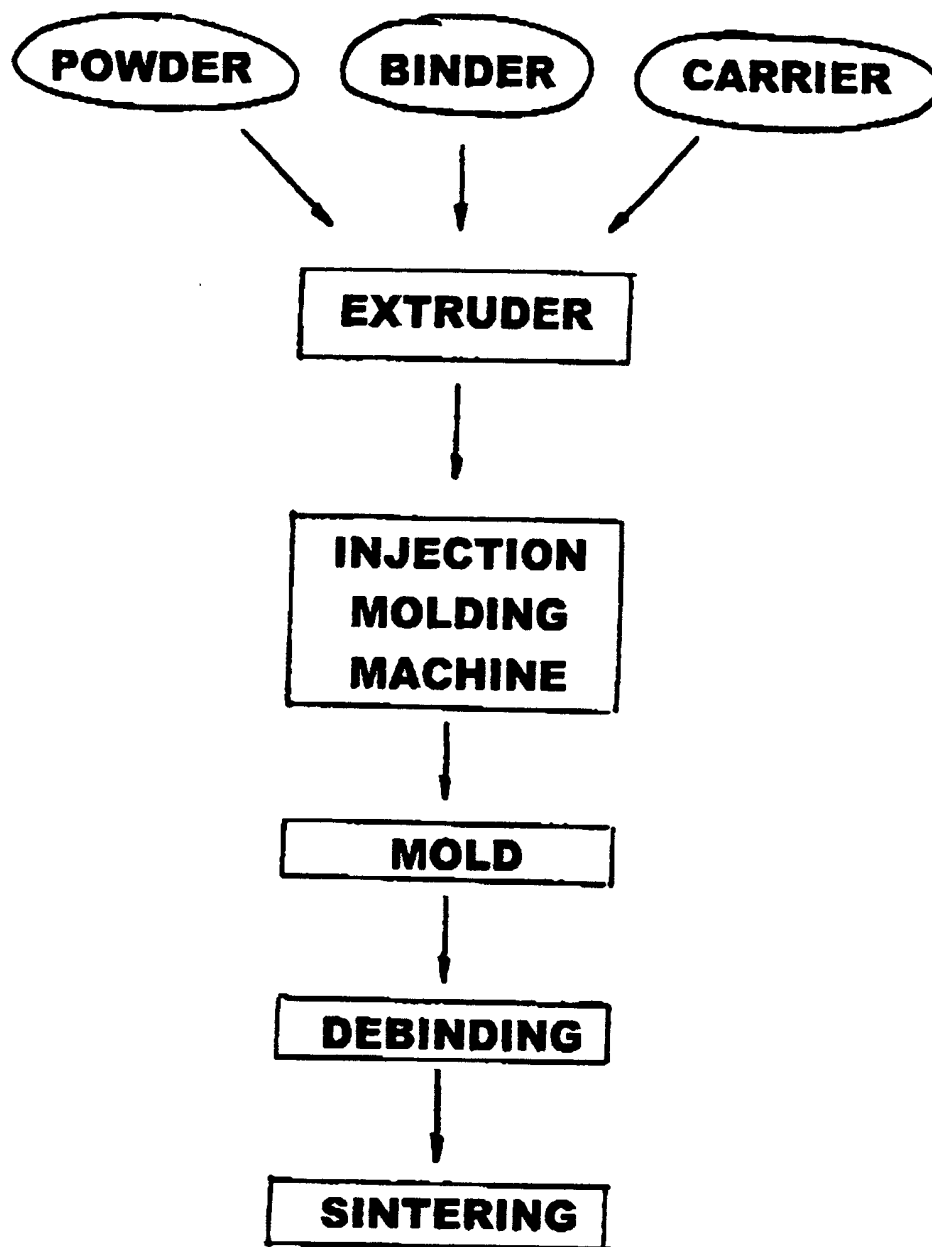 POWDER BINDER CARRIER
EXTRUDER
INJECTION
MOLDING
MACHINE
MOLD
DEBINDING
SINTERING